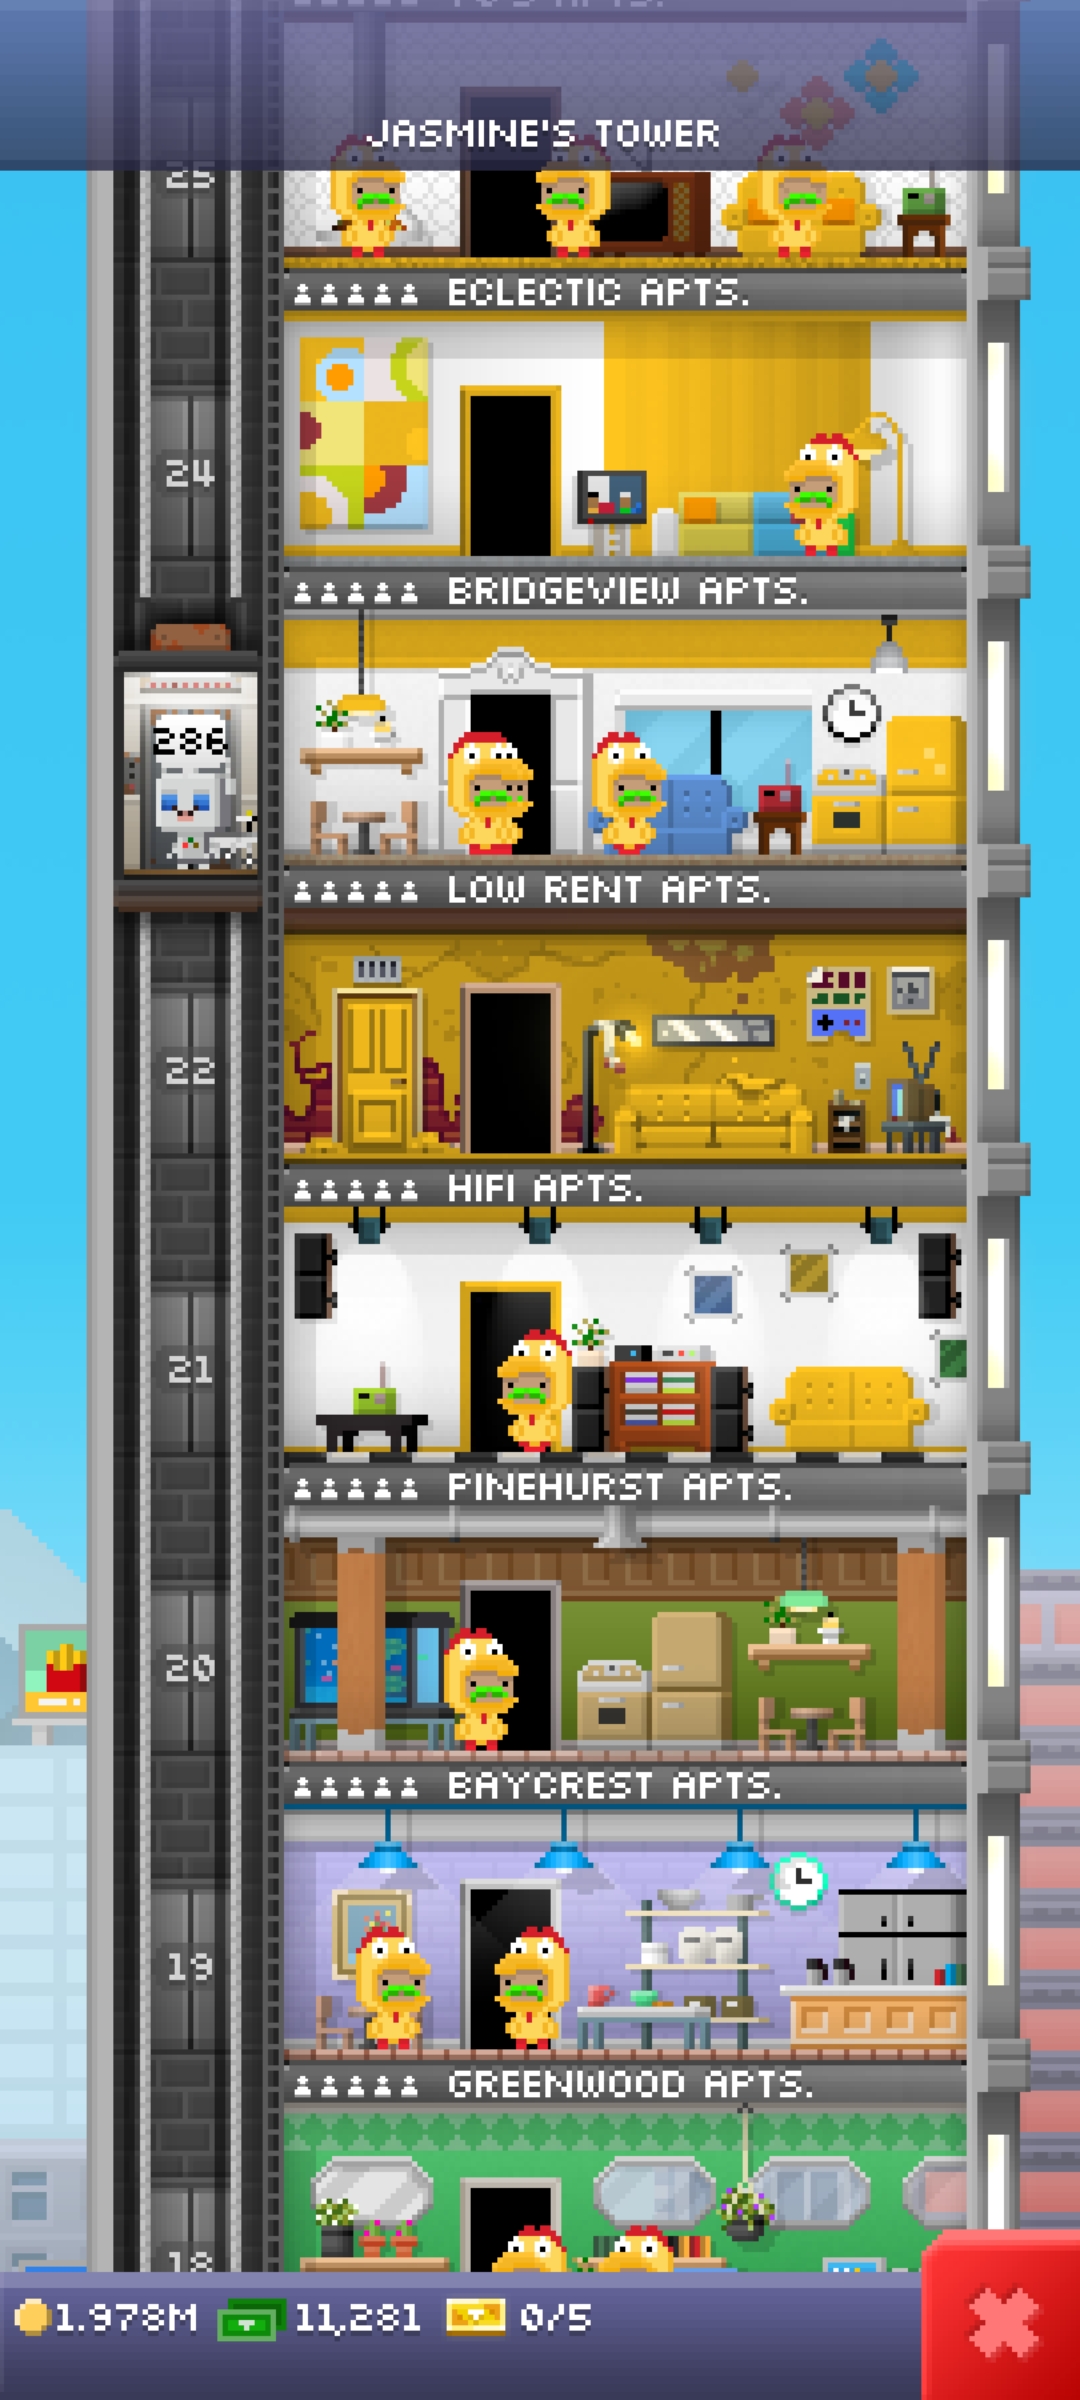 JASMINE'S TOWER
25
ECLECTIC APTS.
24
BRIDGEVIEW APTS.
286
LOW RENT APTS.
22
HIFI APTS.
21
PINEHURST APTS.
20
BAYCREST APTS.
19
GREENWOOD APTS.
18
1.978M 11,281 0/5